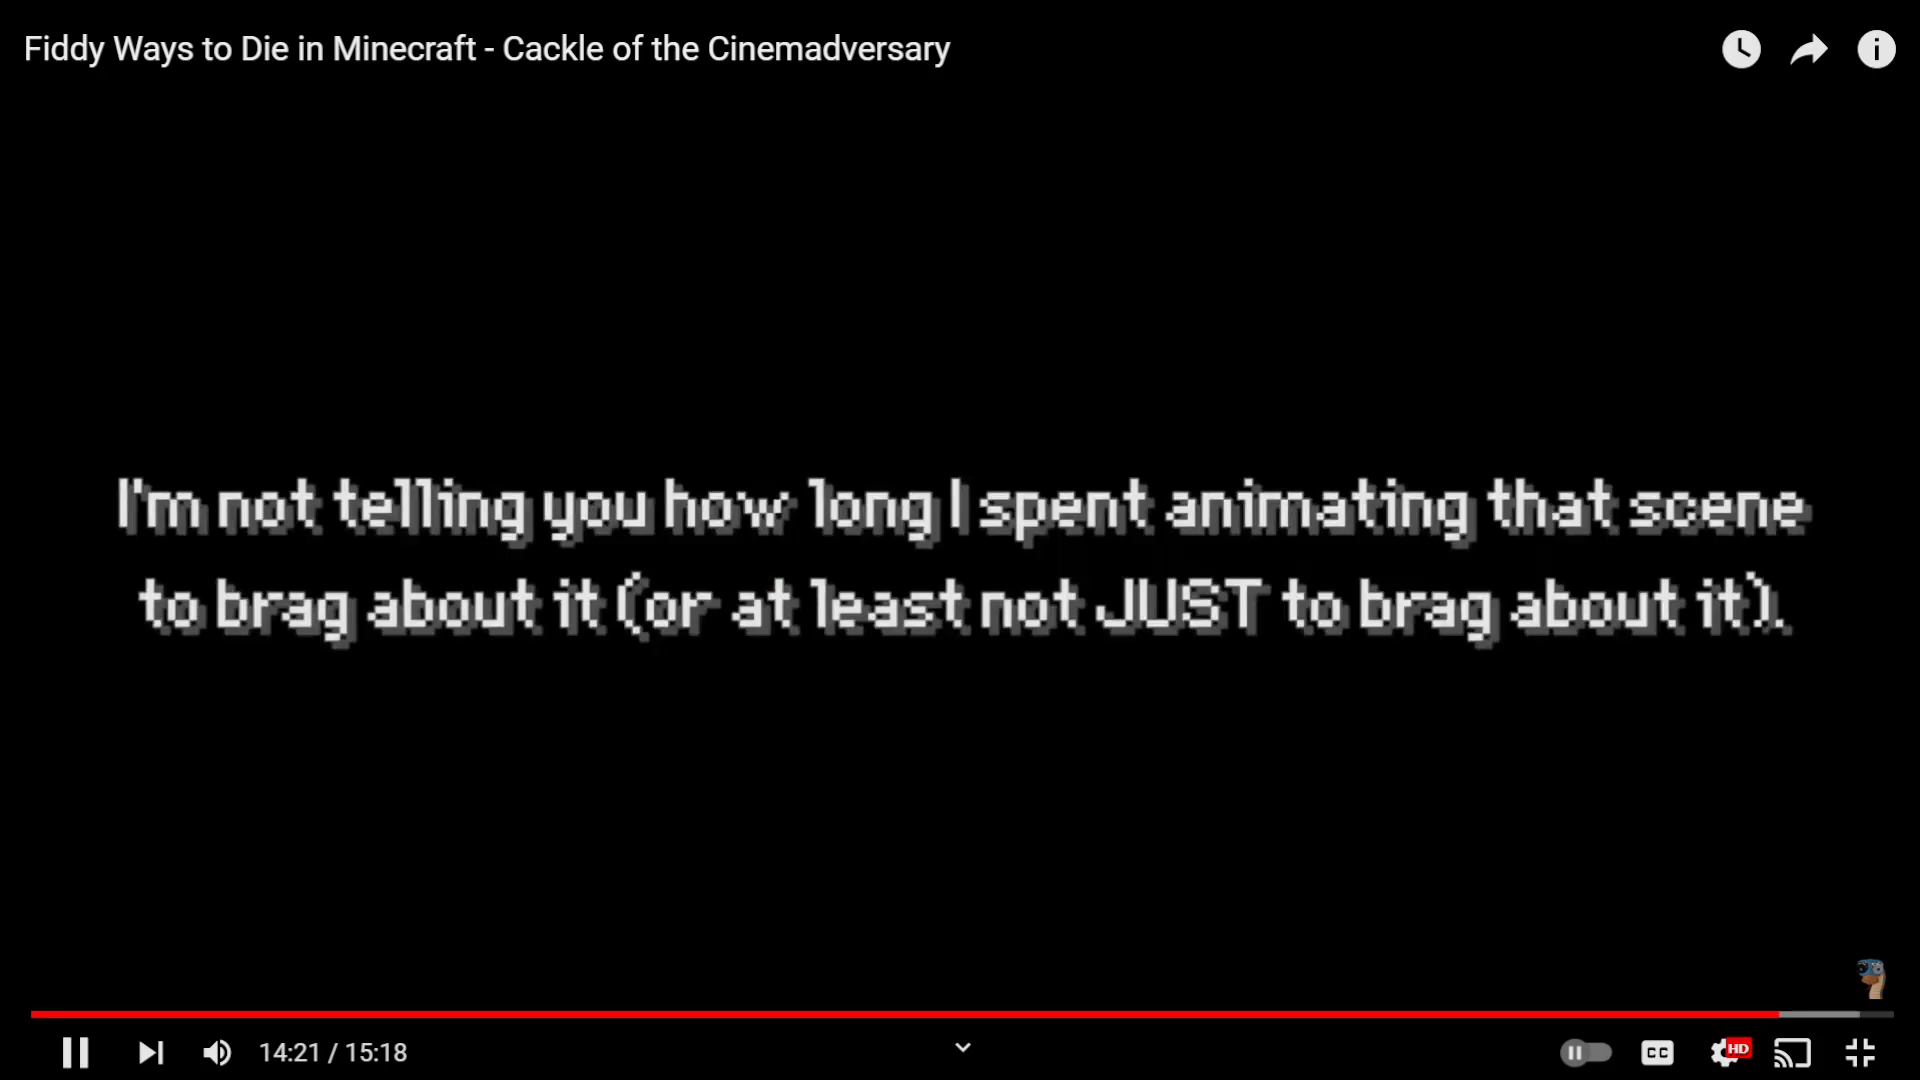 Fiddy Ways to Die in Minecraft - Cackle of the Cinemadversary
I'm not telling you how long I spent animating that scene
to brag about it (or at least not JUST to brag about it).
14:21 / 15:18
CC
HD